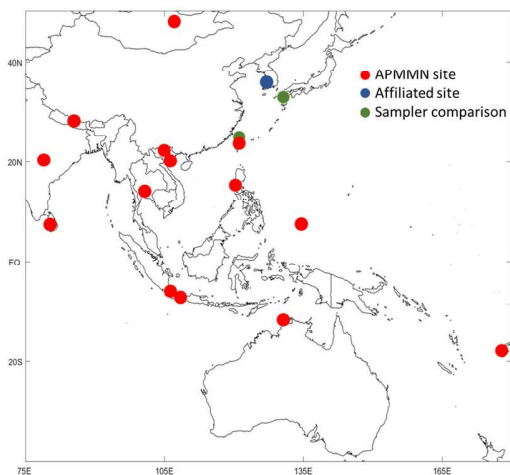 40N
APMMN site
Affiliated site
Sampler comparison
20N
EQ
20S
75E
105E
135E
165E